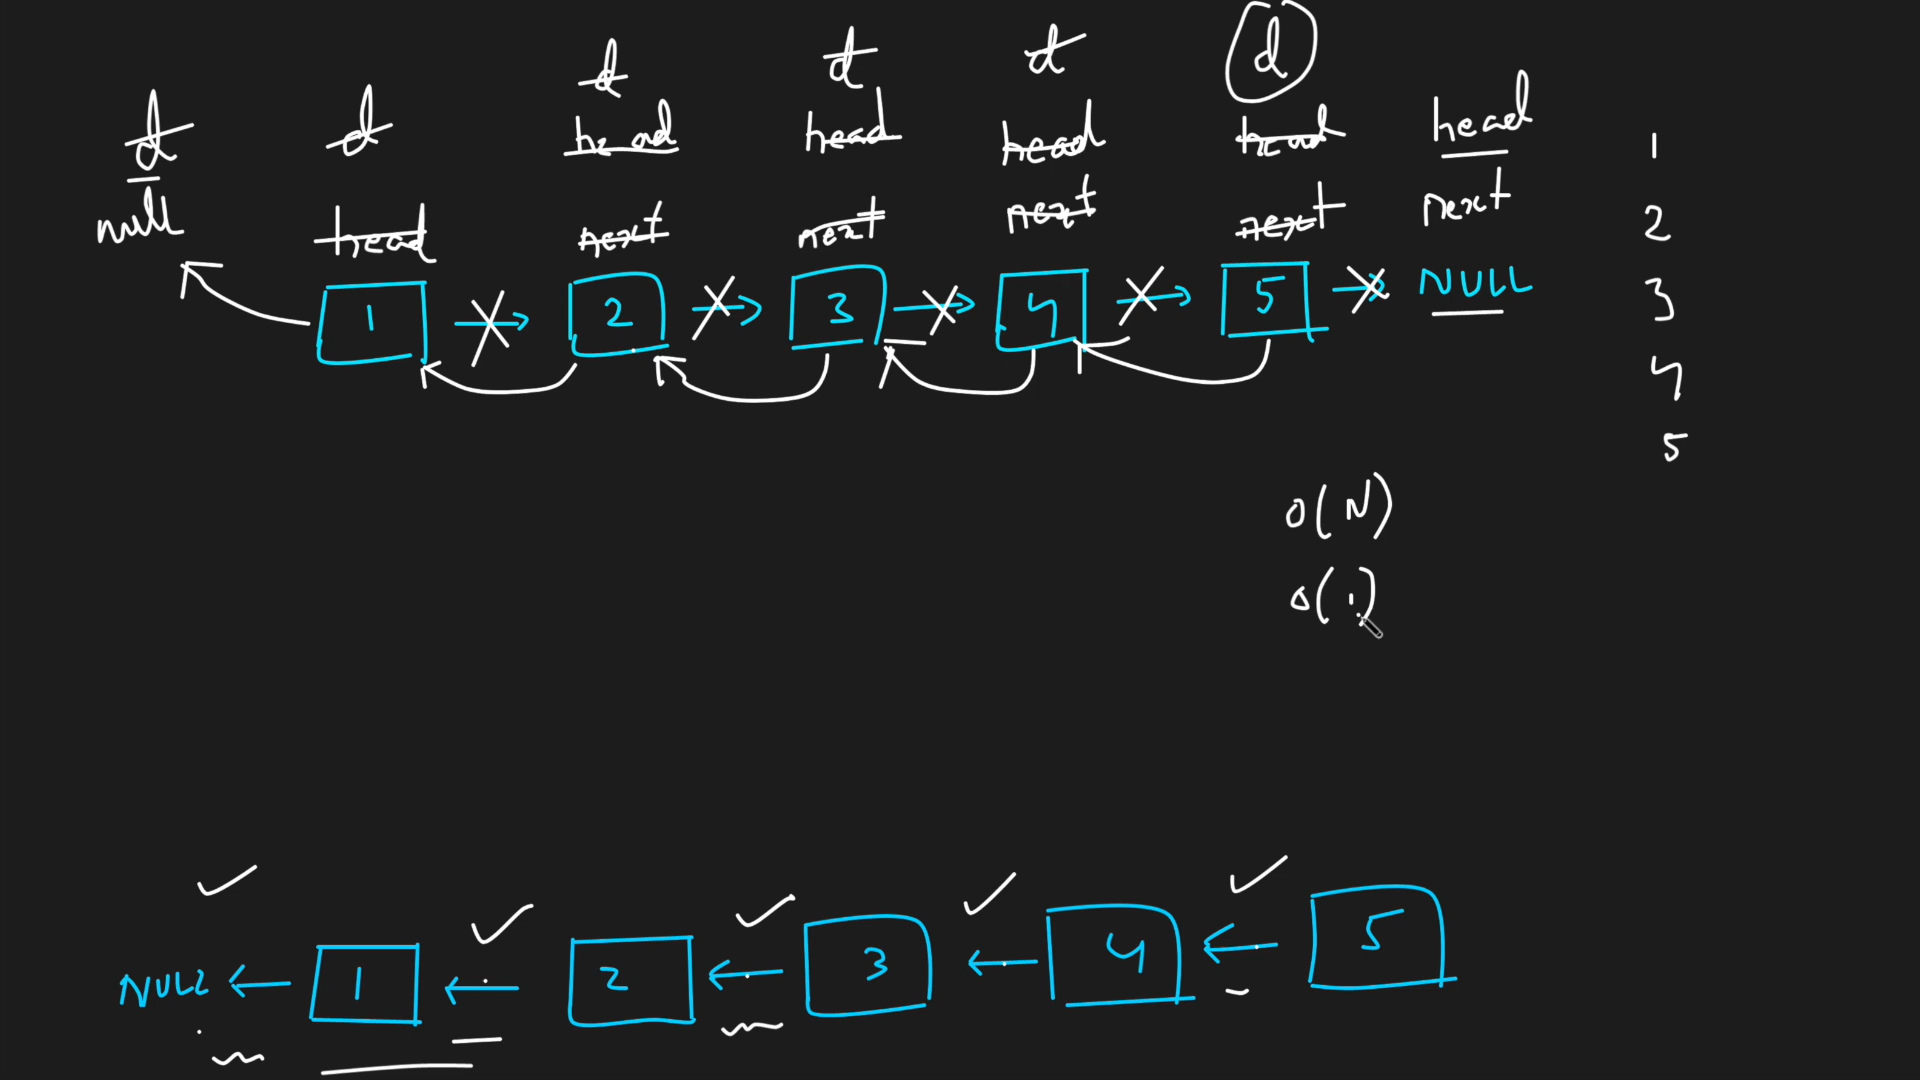 d d d d d d
head head head head head
null head next next next next next
1 2 3 4 5 NULL
1
2
3
4
5
O(N)
O(1)
NULL 1 2 3 4 5